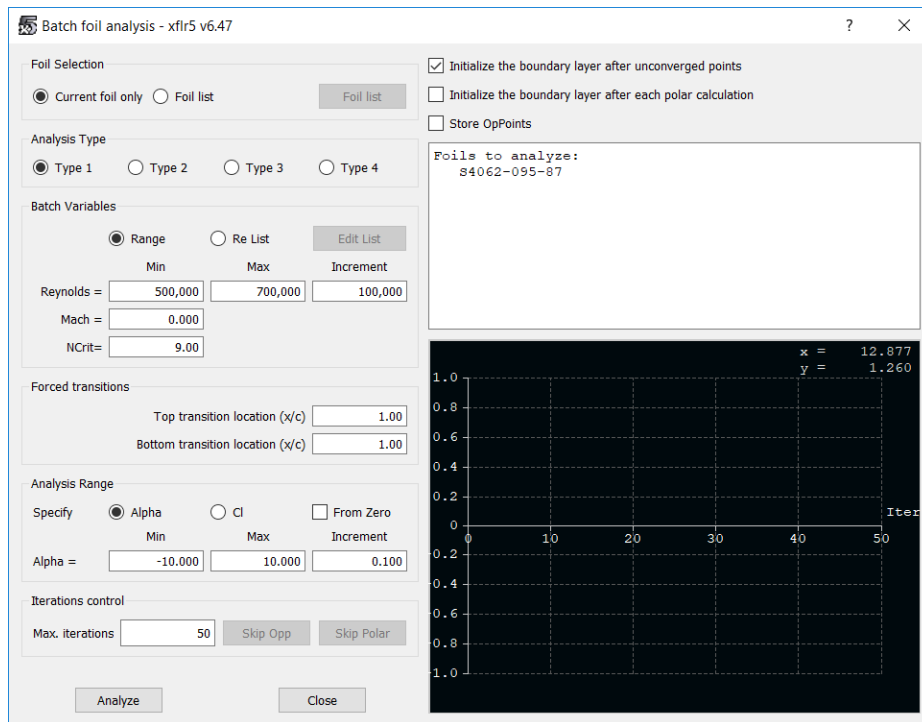 Batch foil analysis - xflr5 v6.47
Foil Selection
Current foil only Foil list Foil list
Analysis Type
Type 1 Type 2 Type 3 Type 4
Batch Variables
Range Re List Edit List
Min Max Increment
Reynolds = 500,000 700,000 100,000
Mach = 0.000
NCrit= 9.00
Forced transitions
Top transition location (x/c) 1.00
Bottom transition location (x/c) 1.00
Analysis Range
Specify Alpha Cl From Zero
Min Max Increment
Alpha = -10.000 10.000 0.100
Iterations control
Max. iterations 50 Skip Opp Skip Polar
Analyze Close
Initialize the boundary layer after unconverged points
Initialize the boundary layer after each polar calculation
Store OpPoints
Foils to analyze:
S4062-095-87
x = 12.877
y = 1.260
1.0
0.8
0.6
0.4
0.2
0 Iter
0 10 20 30 40 50
-0.2
-0.4
-0.6
-0.8
-1.0